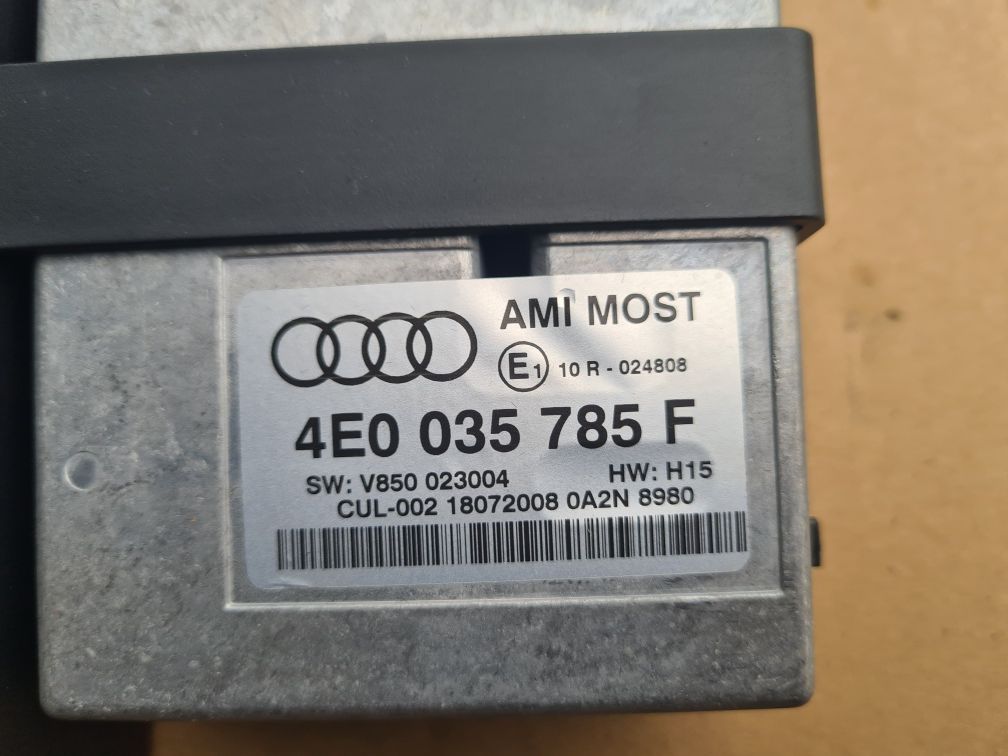 AMI MOST
E1 10 R - 024808
4E0 035 785 F
SW: V850 023004 HW: H15
CUL-002 18072008 0A2N 8980